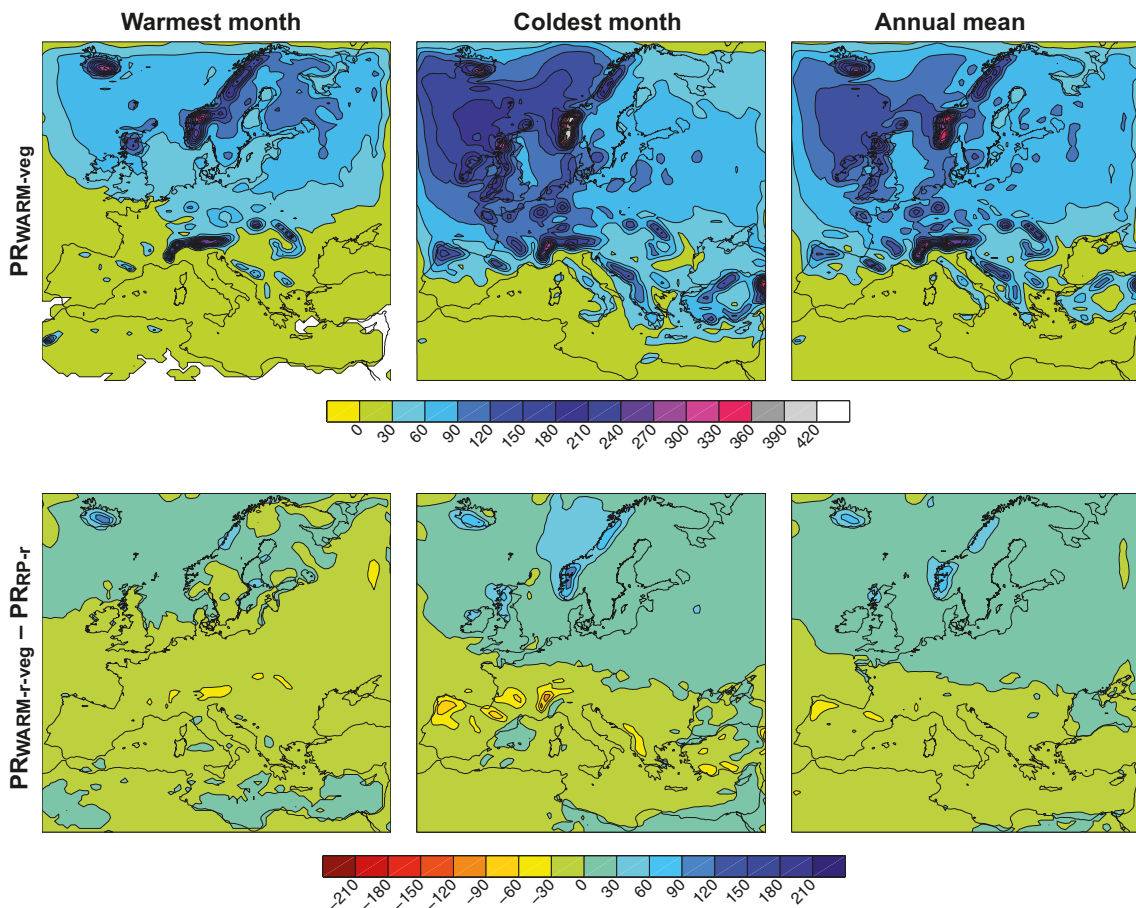 Warmest month
Coldest month
Annual mean
PRWARM-veg
0 30 60 90 120 150 180 210 240 270 300 330 360 390 420
PRWARM-r-veg − PRRP-r
−210 −180 −150 −120 −90 −60 −30 0 30 60 90 120 150 180 210